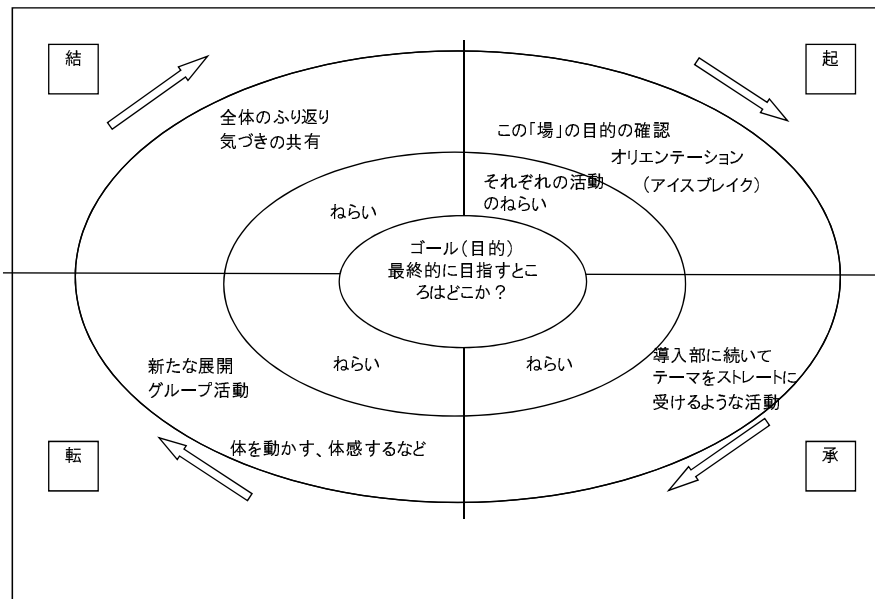 結
起
全体のふり返り
気づきの共有
この「場」の目的の確認
オリエンテーション
（アイスブレイク）
それぞれの活動
のねらい
ねらい
ゴール（目的）
最終的に目指すとこ
ろはどこか？
新たな展開
グループ活動
ねらい
ねらい
導入部に続いて
テーマをストレートに
受けるような活動
体を動かす、体感するなど
転
承